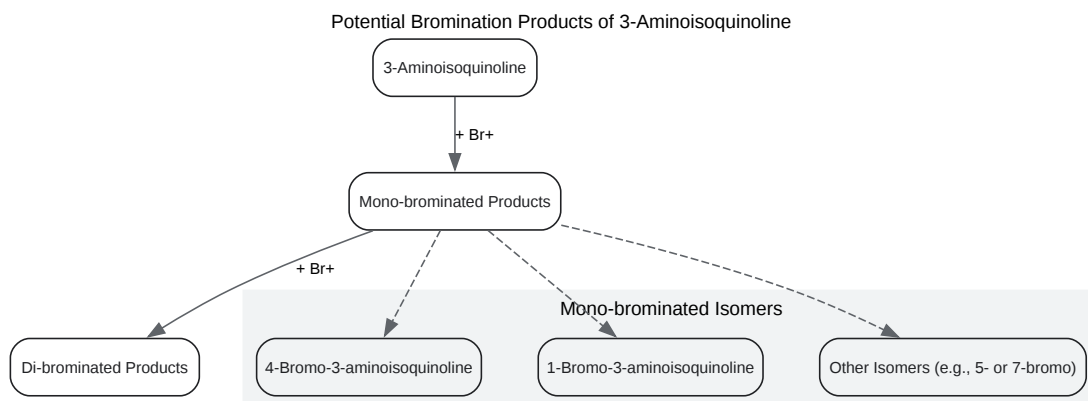 Potential Bromination Products of 3-Aminoisoquinoline
3-Aminoisoquinoline
+ Br+
Mono-brominated Products
+ Br+
Mono-brominated Isomers
Di-brominated Products
4-Bromo-3-aminoisoquinoline
1-Bromo-3-aminoisoquinoline
Other Isomers (e.g., 5- or 7-bromo)